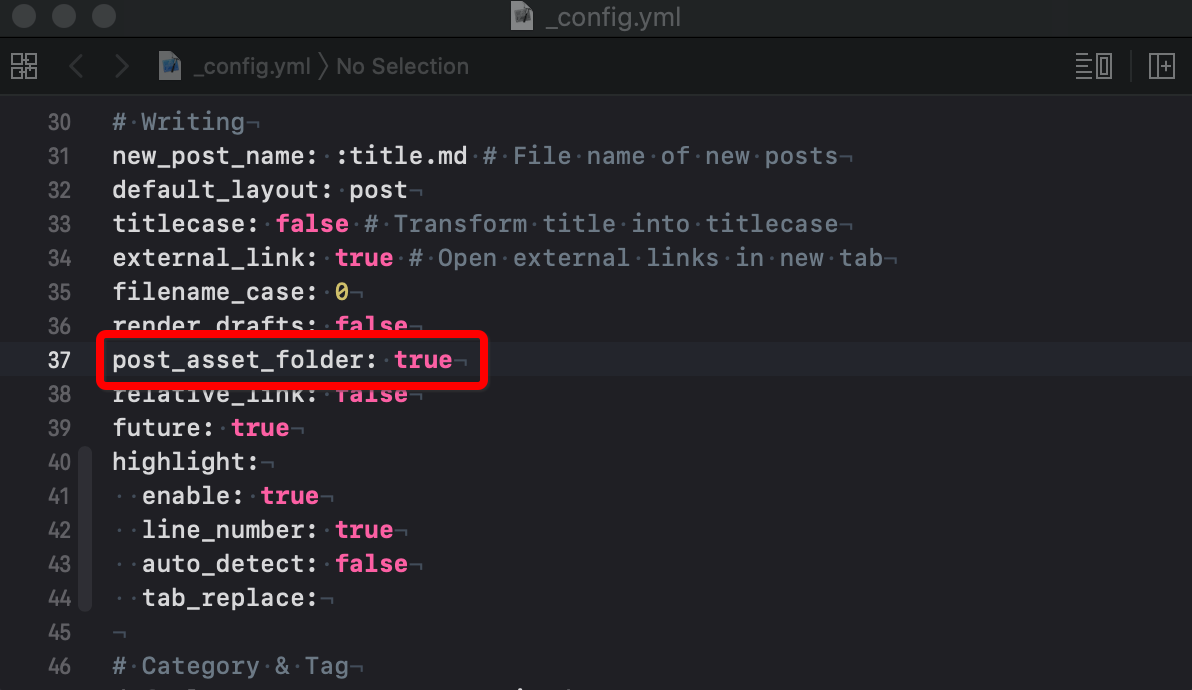 _config.yml
_config.yml 〉 No Selection
30 # Writing
31 new_post_name: :title.md # File name of new posts
32 default_layout: post
33 titlecase: false # Transform title into titlecase
34 external_link: true # Open external links in new tab
35 filename_case: 0
36 render_drafts: false
37 post_asset_folder: true
38 relative_link: false
39 future: true
40 highlight:
41   enable: true
42   line_number: true
43   auto_detect: false
44   tab_replace:
45
46 # Category & Tag